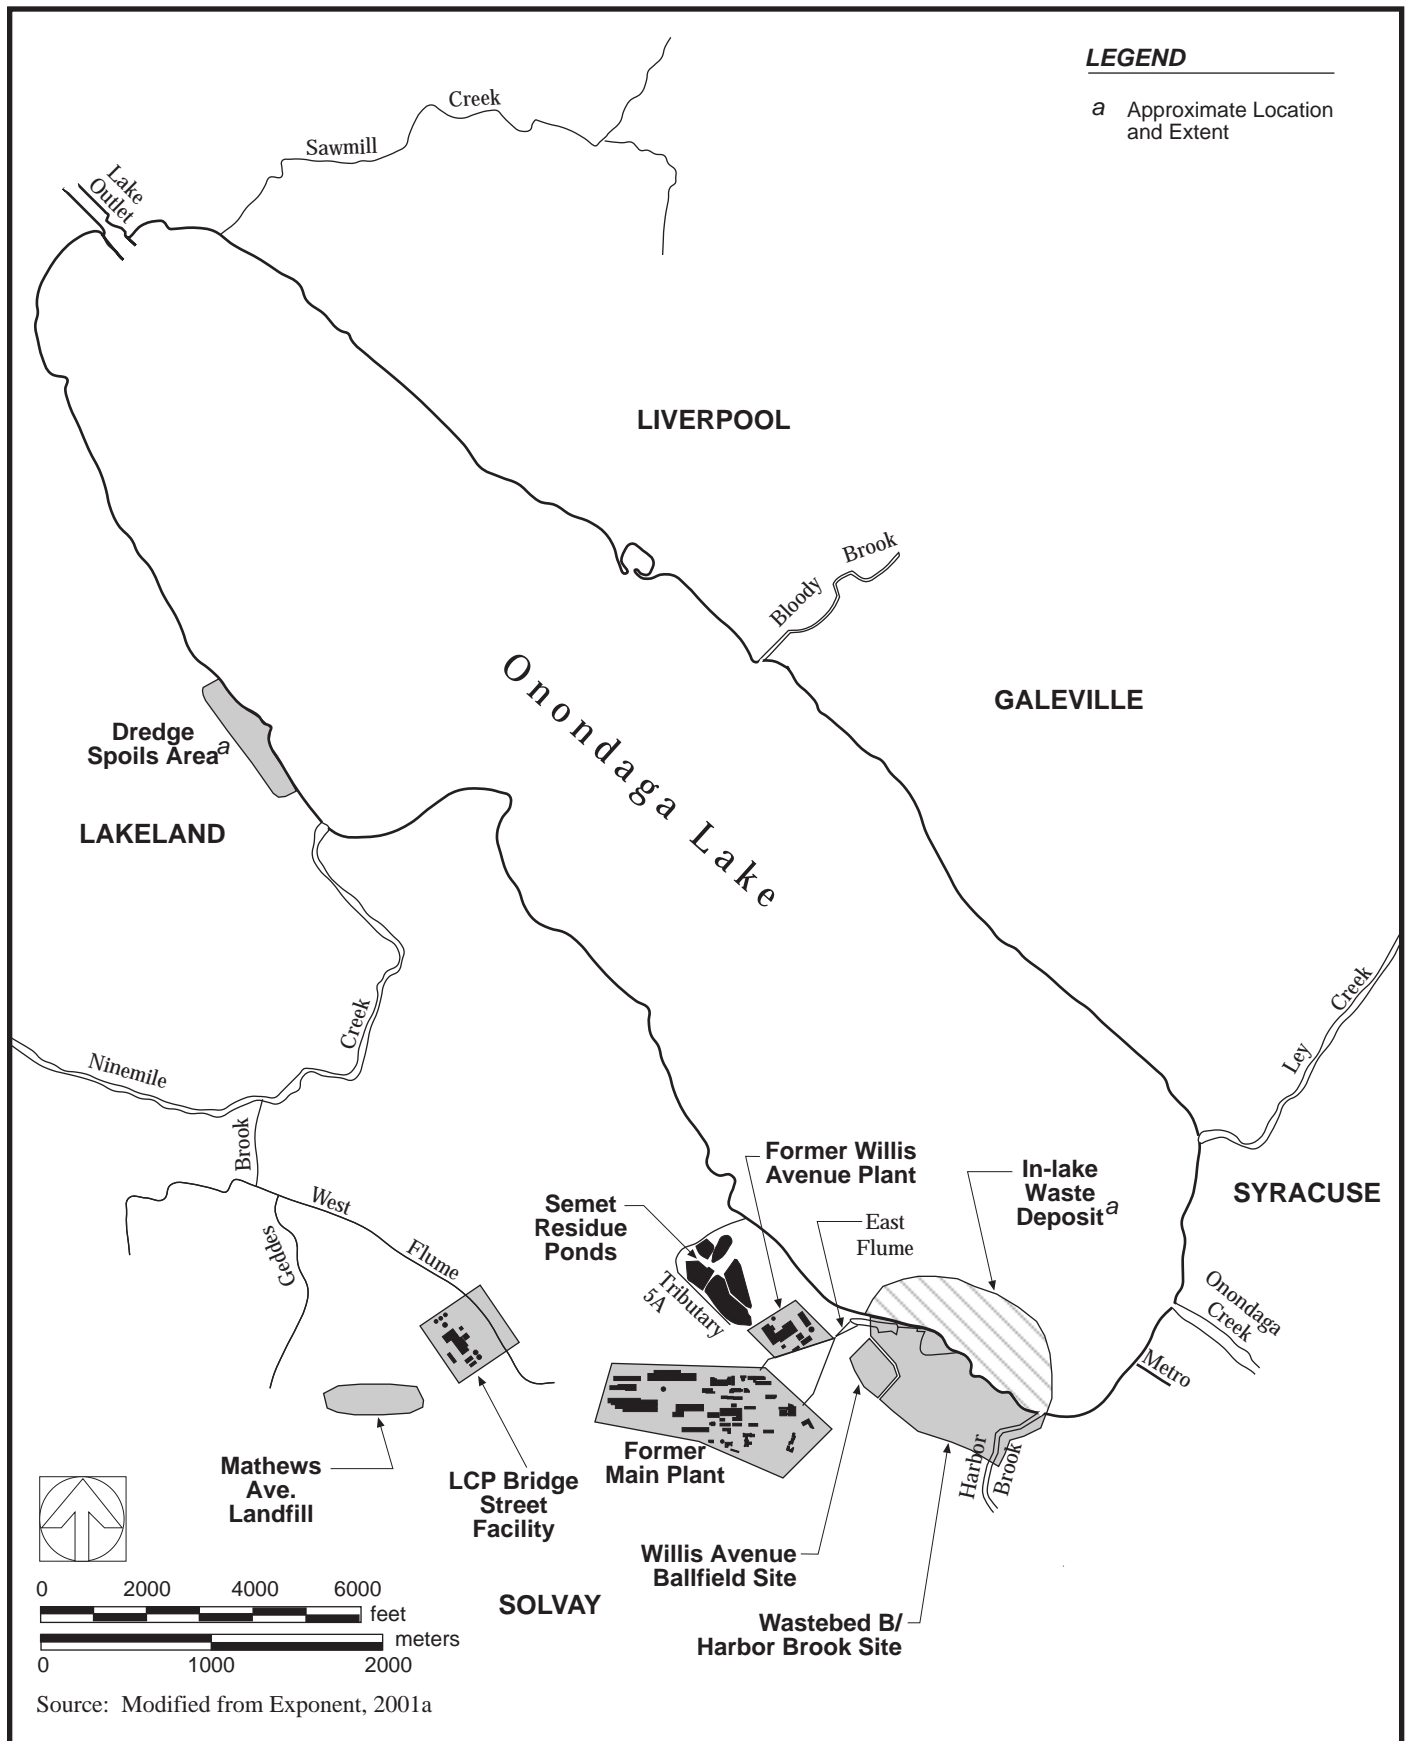 LEGEND
a Approximate Location
and Extent
Creek
Sawmill
Lake
Outlet
LIVERPOOL
Brook
Bloody
GALEVILLE
Onondaga Lake
Dredge
Spoils Area a
LAKELAND
Creek
Ninemile
Ley
Creek
Brook
West
Flume
Geddes
Former Willis
Avenue Plant
In-lake
Waste
Deposit a
SYRACUSE
Semet
Residue
Ponds
East
Flume
Tributary
5A
Onondaga
Creek
Metro
Former
Main Plant
Harbor
Brook
Mathews
Ave.
Landfill
LCP Bridge
Street
Facility
Willis Avenue
Ballfield Site
SOLVAY
Wastebed B/
Harbor Brook Site
0 2000 4000 6000
feet
meters
0 1000 2000
Source: Modified from Exponent, 2001a